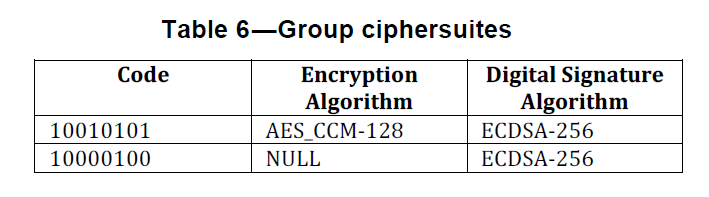 Table 6—Group ciphersuites
Code Encryption Algorithm Digital Signature Algorithm
10010101 AES_CCM-128 ECDSA-256
10000100 NULL ECDSA-256